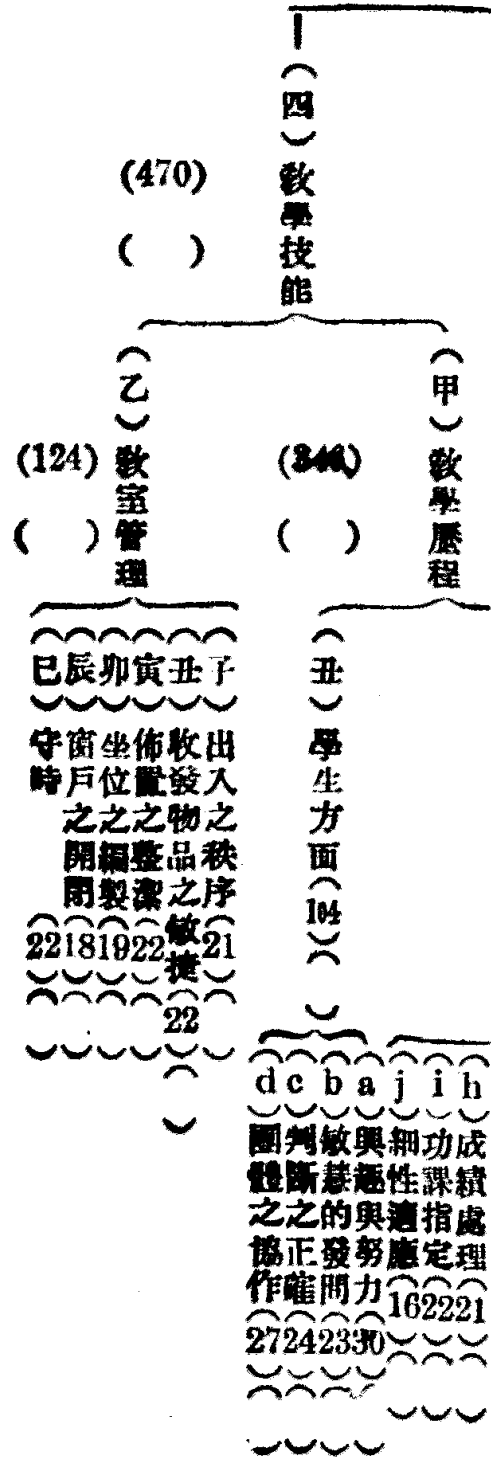 （四）教學技能
(470)
(　)
（甲）教學歷程
(346)
(　)
（h）成績處理（21）（　）
（i）功課指定（22）（　）
（j）細性適應（16）（　）
（丑）學生方面（104）（　）
（a）興趣與努力（30）（　）
（b）敏慧的發問（23）（　）
（c）判斷之正確（24）（　）
（d）團體之協作（27）（　）
（乙）教室管理
(124)
(　)
（子）出入之秩序（21）（　）
（丑）收發物品之敏捷（22）（　）
（寅）佈置之整潔（22）（　）
（卯）坐位之編製（19）（　）
（辰）窗戶之開閉（18）（　）
（巳）守時（22）（　）